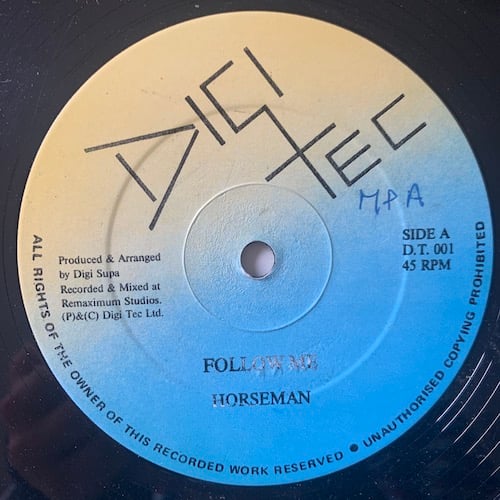 DIGI
TEC
MPA
SIDE A
D.T. 001
45 RPM
Produced & Arranged
by Digi Supa
Recorded & Mixed at
Remaximum Studios.
(P)&(C) Digi Tec Ltd.
FOLLOW ME
HORSEMAN
ALL RIGHTS OF THE OWNER OF THIS RECORDED WORK RESERVED ● UNAUTHORISED COPYING PROHIBITED